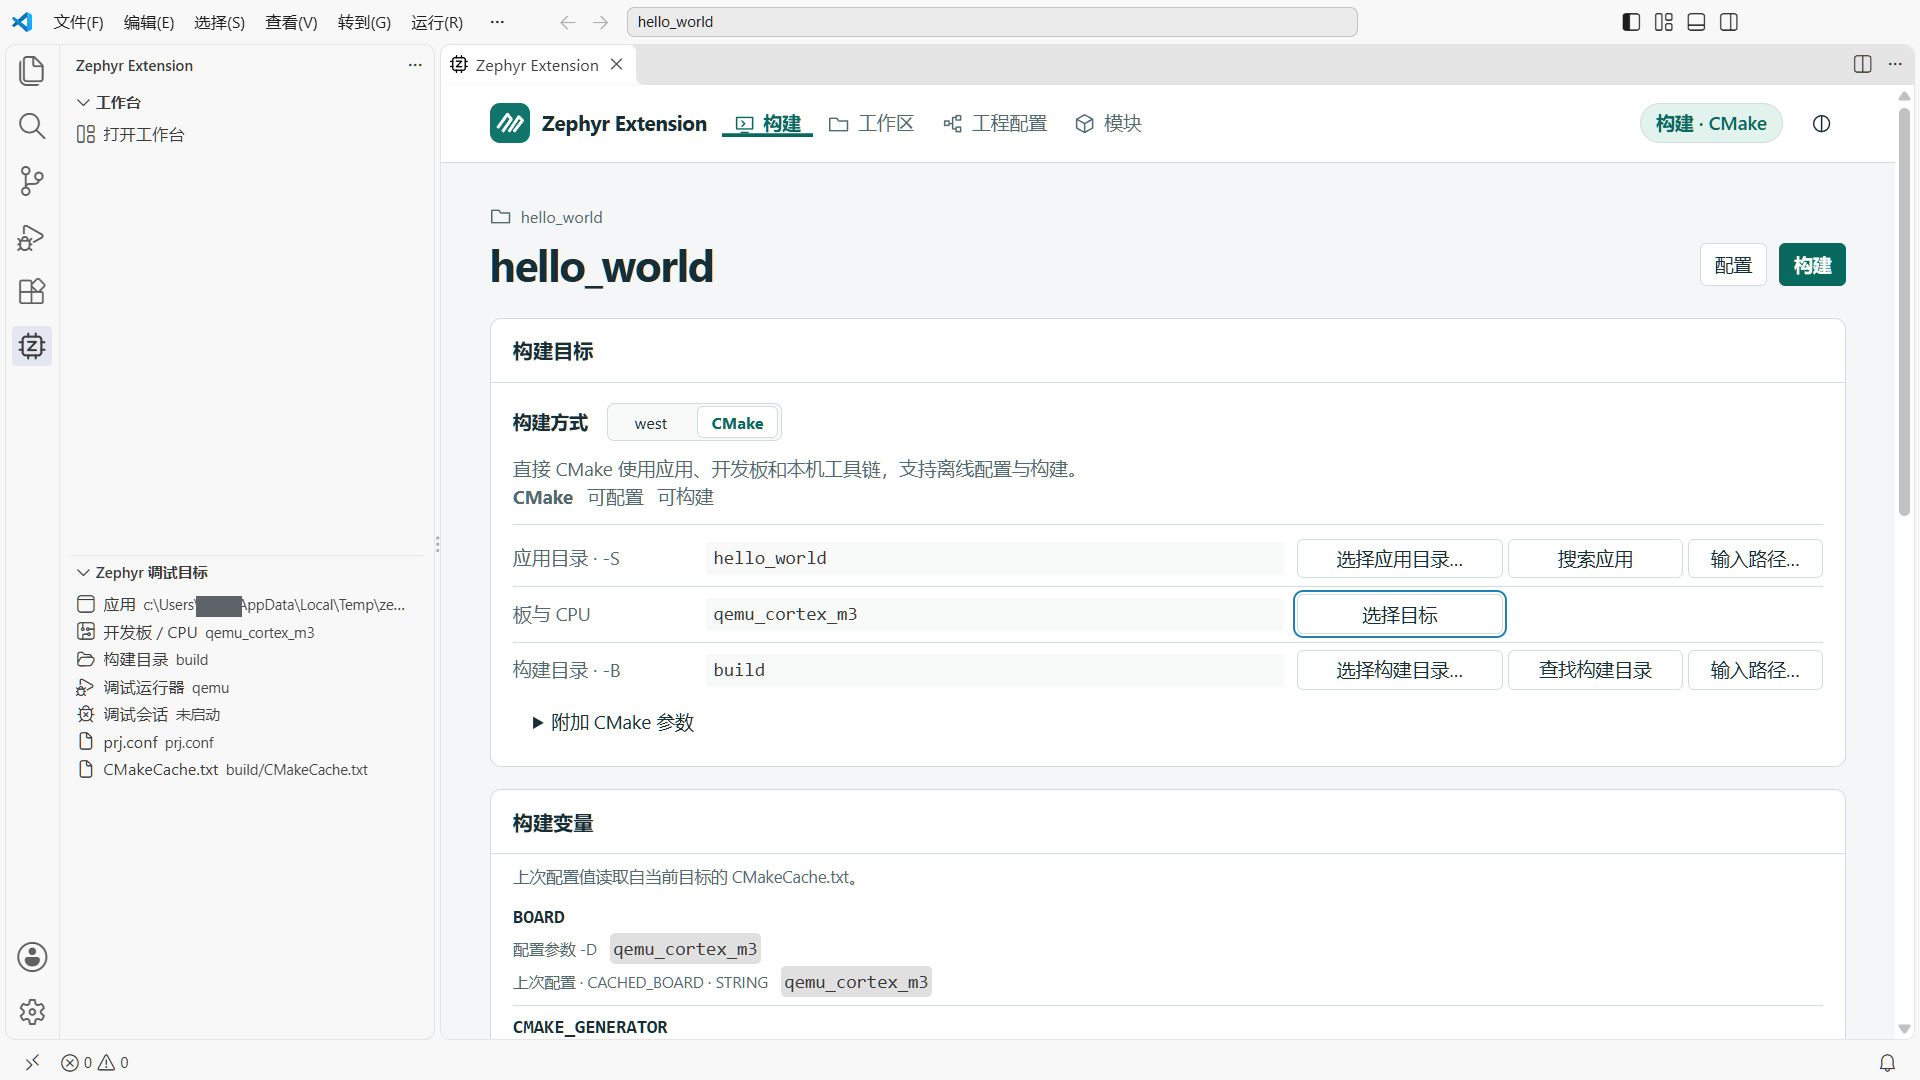 文件(F) 编辑(E) 选择(S) 查看(V) 转到(G) 运行(R) ··· hello_world
Zephyr Extension
工作台
打开工作台
Zephyr 调试目标
应用 c:\Users\ AppData\Local\Temp\ze...
开发板 / CPU qemu_cortex_m3
构建目录 build
调试运行器 qemu
调试会话 未启动
prj.conf prj.conf
CMakeCache.txt build/CMakeCache.txt
Zephyr Extension
Zephyr Extension 构建 工作区 工程配置 模块 构建 · CMake
hello_world
hello_world 配置 构建
构建目标
构建方式 west CMake
直接 CMake 使用应用、开发板和本机工具链，支持离线配置与构建。
CMake 可配置 可构建
应用目录 · -S hello_world 选择应用目录... 搜索应用 输入路径...
板与 CPU qemu_cortex_m3 选择目标
构建目录 · -B build 选择构建目录... 查找构建目录 输入路径...
附加 CMake 参数
构建变量
上次配置值读取自当前目标的 CMakeCache.txt。
BOARD
配置参数 -D qemu_cortex_m3
上次配置 · CACHED_BOARD · STRING qemu_cortex_m3
CMAKE_GENERATOR
0 0